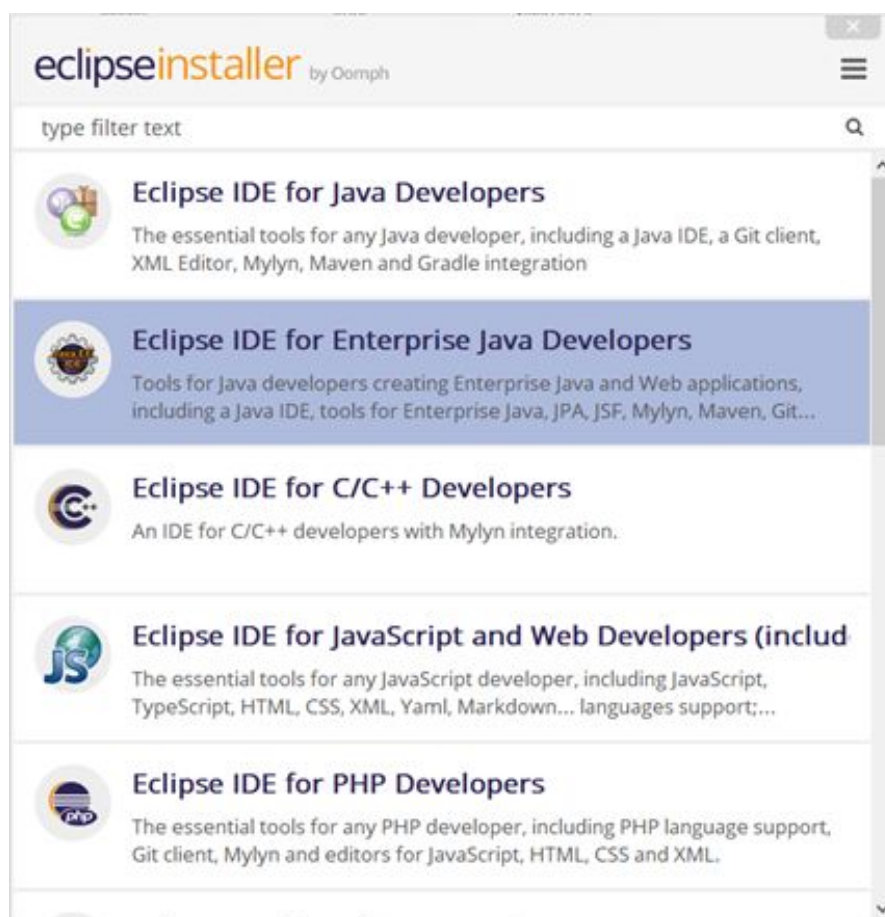 eclipseinstaller by Oomph
type filter text
Eclipse IDE for Java Developers
The essential tools for any Java developer, including a Java IDE, a Git client,
XML Editor, Mylyn, Maven and Gradle integration
Eclipse IDE for Enterprise Java Developers
Tools for Java developers creating Enterprise Java and Web applications,
including a Java IDE, tools for Enterprise Java, JPA, JSF, Mylyn, Maven, Git...
Eclipse IDE for C/C++ Developers
An IDE for C/C++ developers with Mylyn integration.
Eclipse IDE for JavaScript and Web Developers (includ
The essential tools for any JavaScript developer, including JavaScript,
TypeScript, HTML, CSS, XML, Yaml, Markdown... languages support;...
Eclipse IDE for PHP Developers
The essential tools for any PHP developer, including PHP language support,
Git client, Mylyn and editors for JavaScript, HTML, CSS and XML.